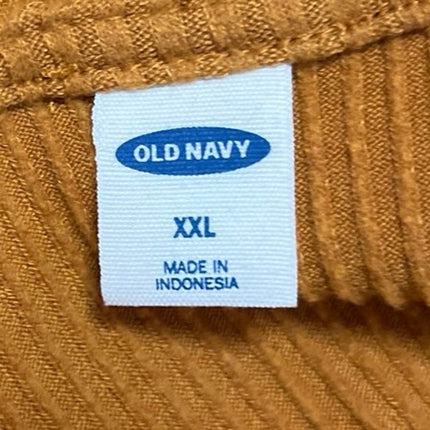 OLD NAVY
XXL
MADE IN
INDONESIA